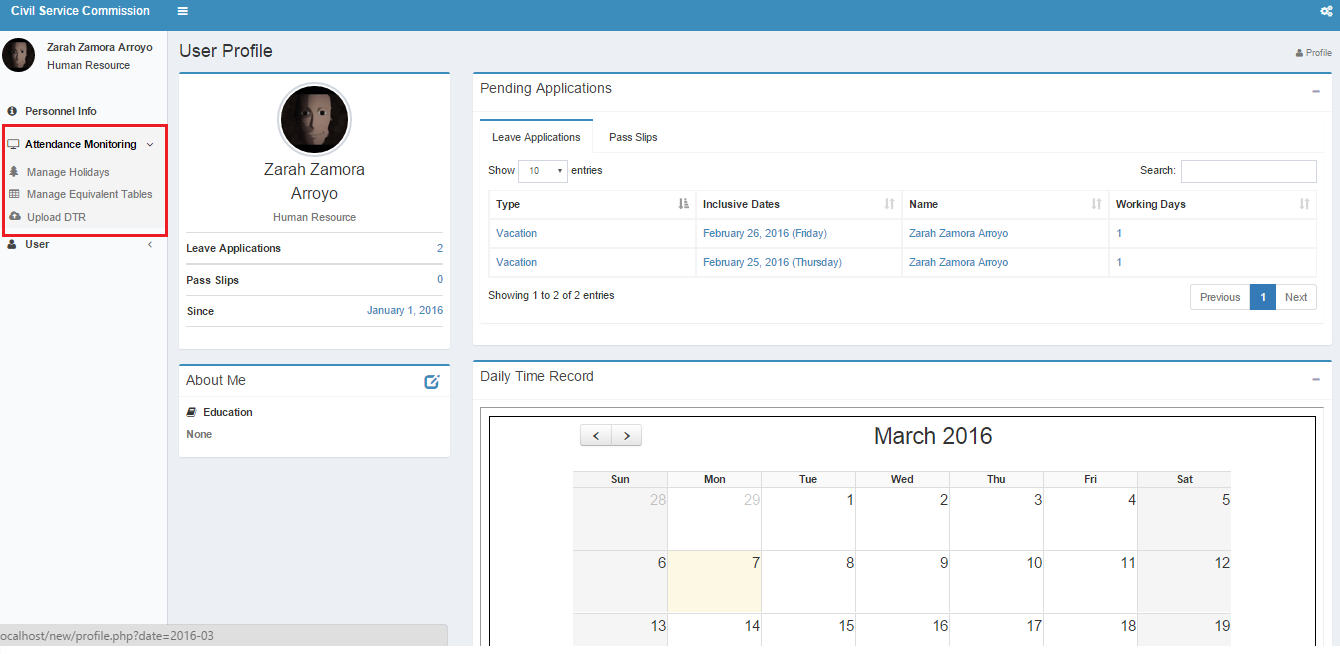 Civil Service Commission
Zarah Zamora Arroyo
Human Resource
Personnel Info
Attendance Monitoring
Manage Holidays
Manage Equivalent Tables
Upload DTR
User
User Profile
Profile
Zarah Zamora
Arroyo
Human Resource
Leave Applications 2
Pass Slips 0
Since January 1, 2016
About Me
Education
None
Pending Applications
Leave Applications Pass Slips
Show 10 entries Search:
Type Inclusive Dates Name Working Days
Vacation February 26, 2016 (Friday) Zarah Zamora Arroyo 1
Vacation February 25, 2016 (Thursday) Zarah Zamora Arroyo 1
Showing 1 to 2 of 2 entries
Previous 1 Next
Daily Time Record
March 2016
Sun Mon Tue Wed Thu Fri Sat
28 29 1 2 3 4 5
6 7 8 9 10 11 12
13 14 15 16 17 18 19
ocalhost/new/profile.php?date=2016-03